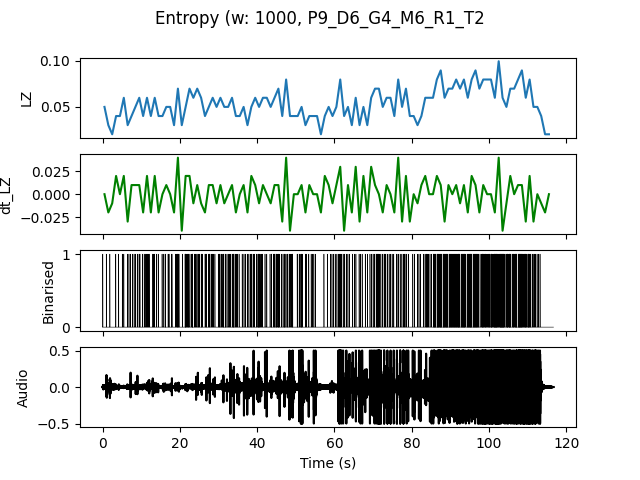 Entropy (w: 1000, P9_D6_G4_M6_R1_T2
0.10
0.05
LZ
0.025
0.000
−0.025
dt_LZ
1
0
Binarised
0.5
0.0
−0.5
Audio
0 20 40 60 80 100 120
Time (s)